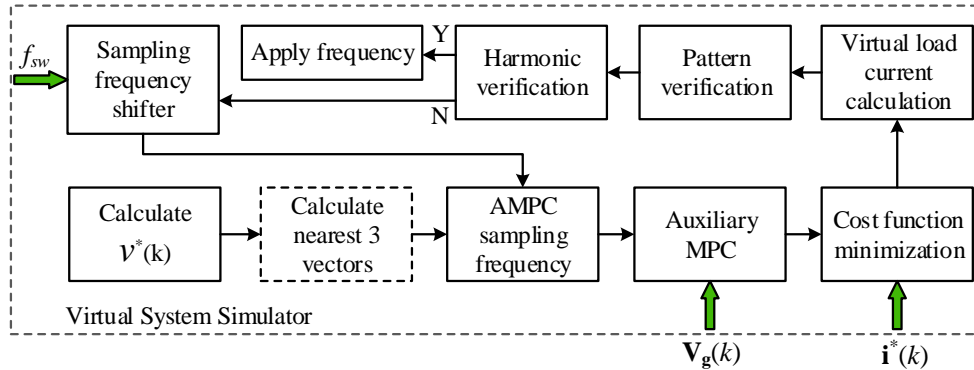 f_sw
Sampling
frequency
shifter
Apply frequency
Y
N
Harmonic
verification
Pattern
verification
Virtual load
current
calculation
Calculate
v*(k)
Calculate
nearest 3
vectors
AMPC
sampling
frequency
Auxiliary
MPC
Cost function
minimization
Virtual System Simulator
V_g(k)
i*(k)